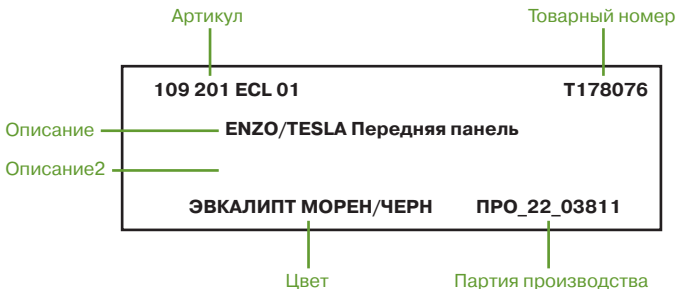 Артикул Товарный номер
109 201 ECL 01 T178076
Описание ENZO/TESLA Передняя панель
Описание2
ЭВКАЛИПТ МОРЕН/ЧЕРН ПРО_22_03811
Цвет Партия производства